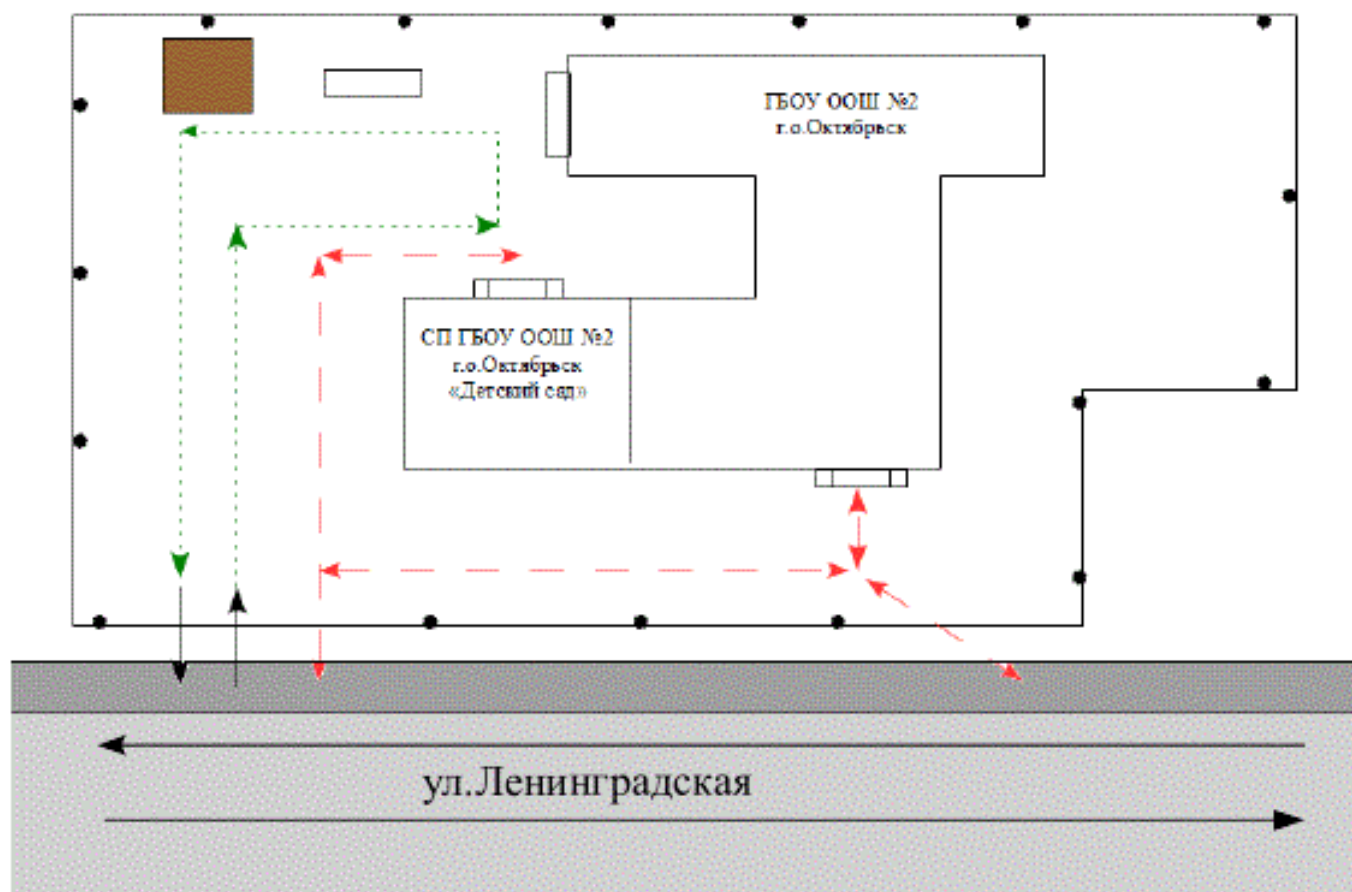 ГБОУ ООШ №2
г.о.Октябрьск
СП ГБОУ ООШ №2
г.о.Октябрьск
«Детский сад»
ул.Ленинградская